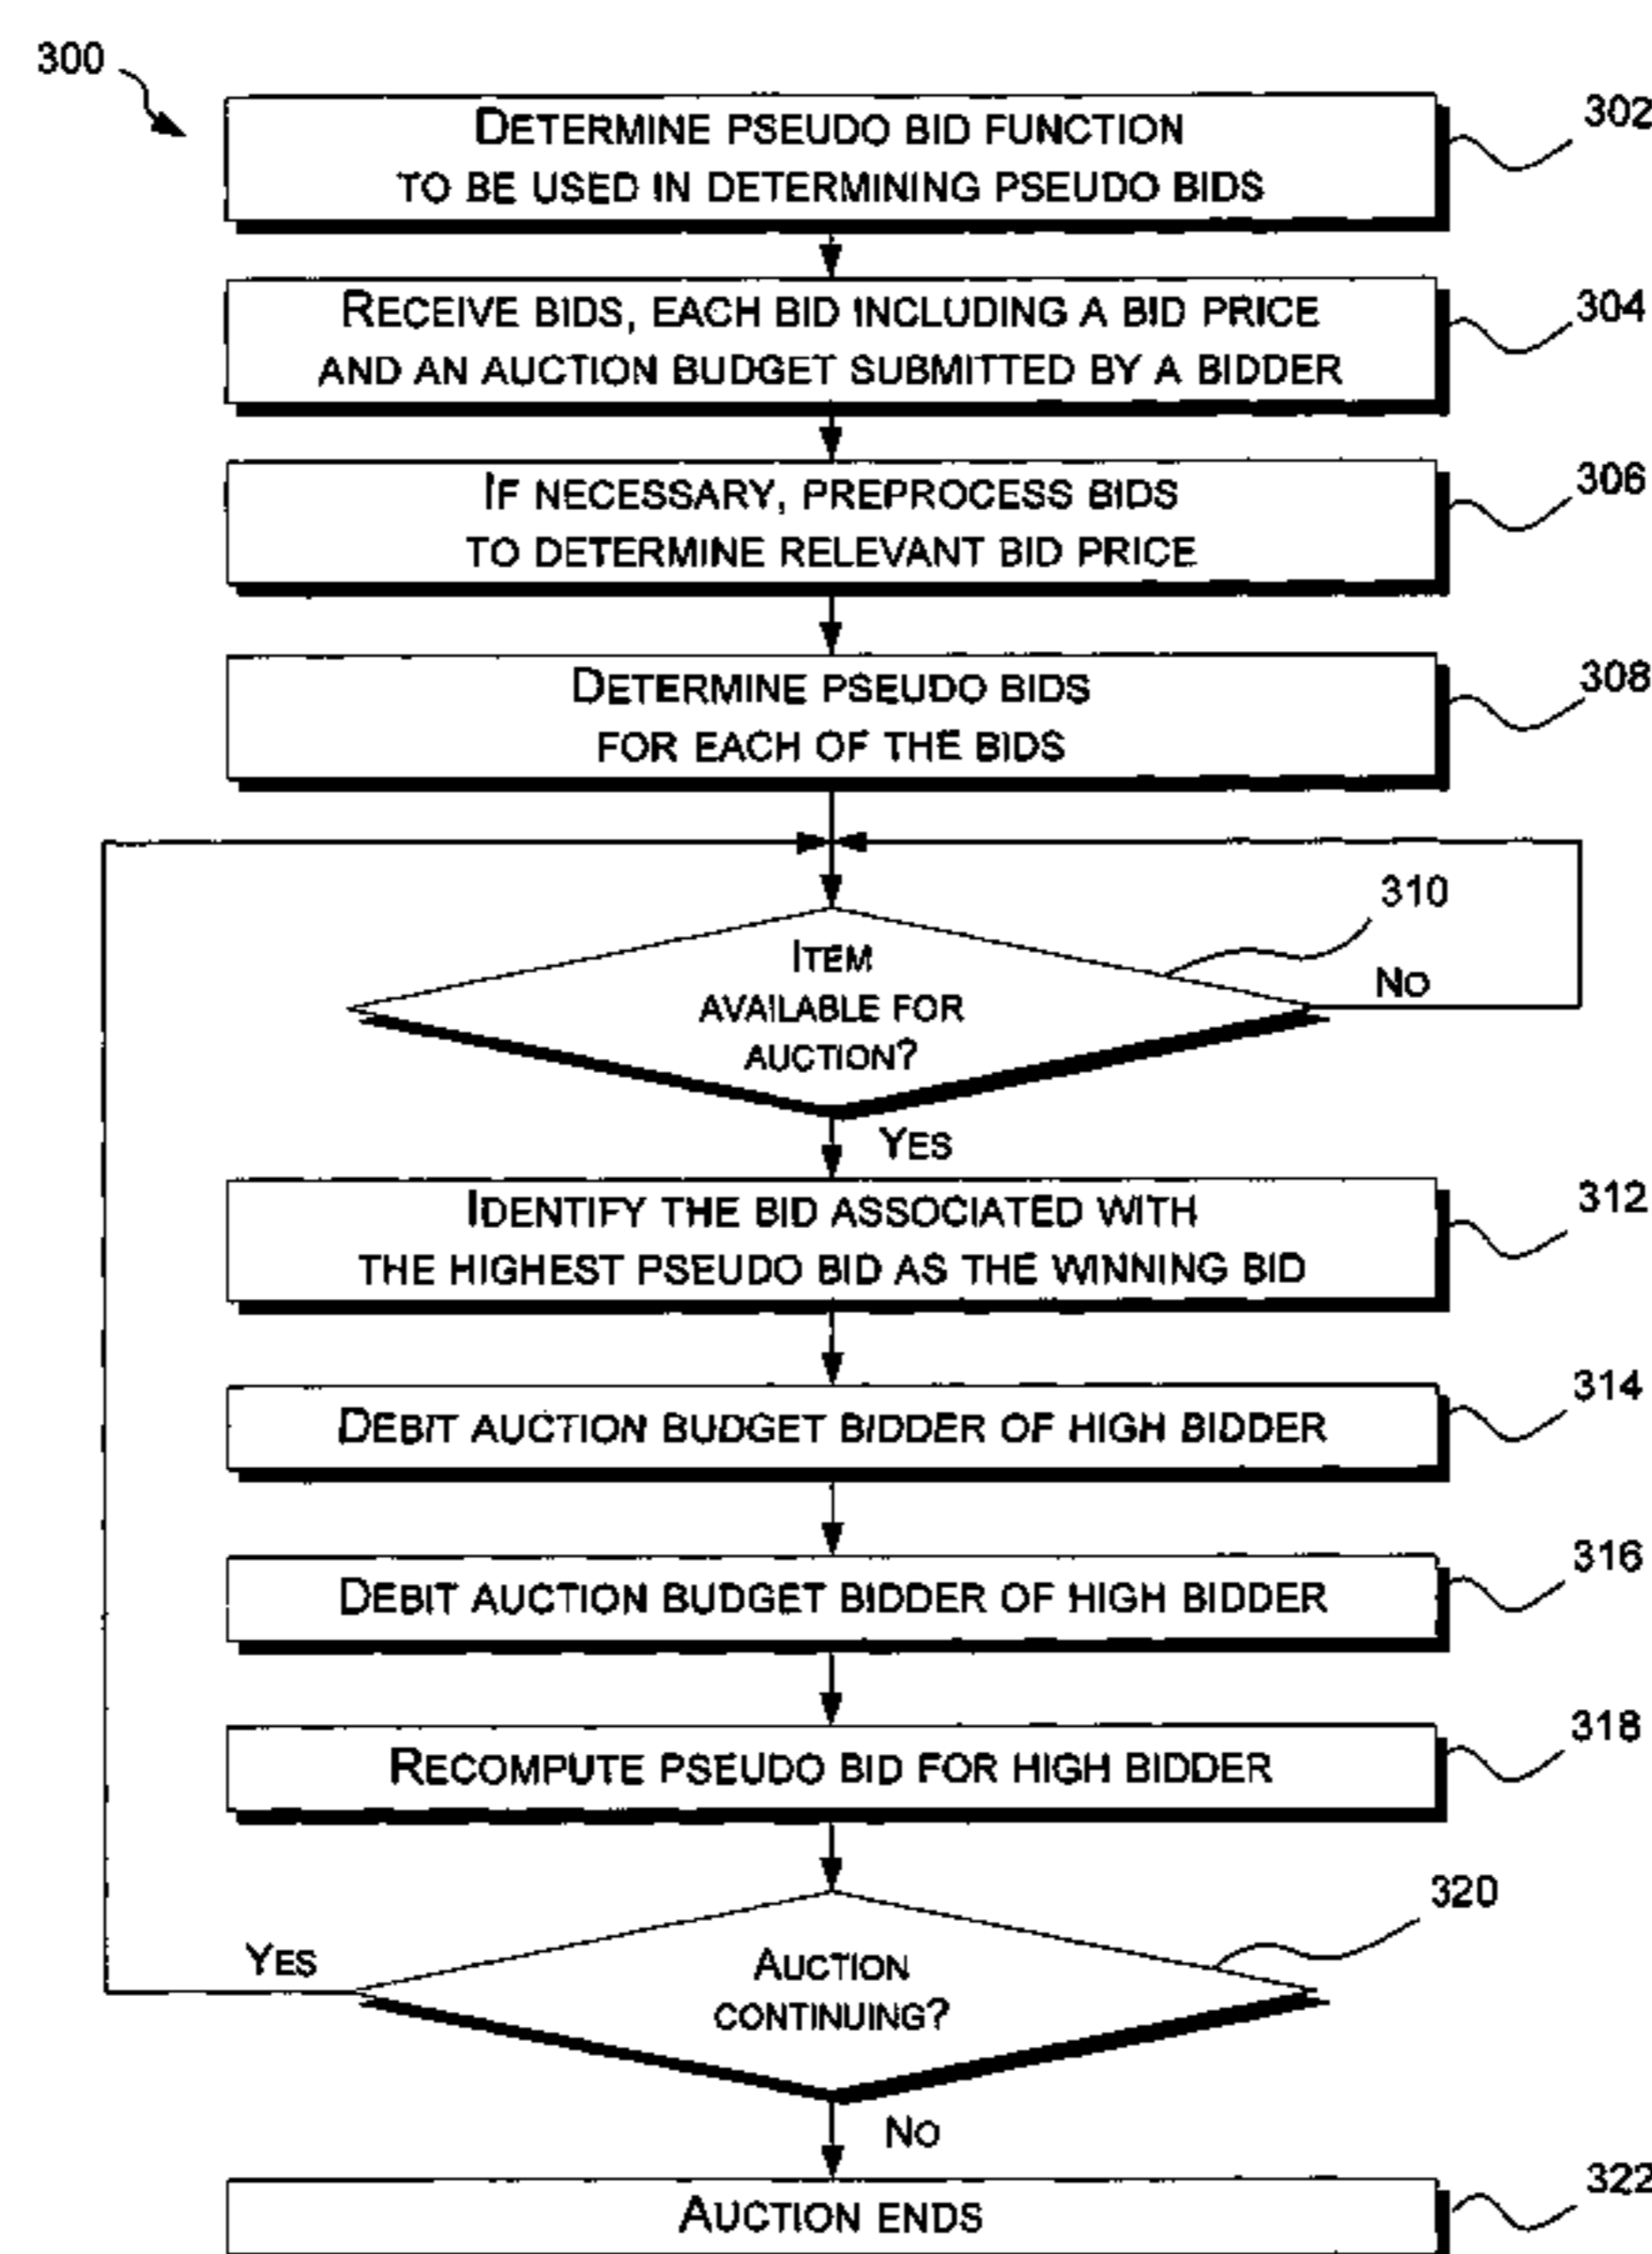 300
DETERMINE PSEUDO BID FUNCTION
TO BE USED IN DETERMINING PSEUDO BIDS
302
RECEIVE BIDS, EACH BID INCLUDING A BID PRICE
AND AN AUCTION BUDGET SUBMITTED BY A BIDDER
304
IF NECESSARY, PREPROCESS BIDS
TO DETERMINE RELEVANT BID PRICE
306
DETERMINE PSEUDO BIDS
FOR EACH OF THE BIDS
308
ITEM
AVAILABLE FOR
AUCTION?
310
NO
YES
IDENTIFY THE BID ASSOCIATED WITH
THE HIGHEST PSEUDO BID AS THE WINNING BID
312
DEBIT AUCTION BUDGET BIDDER OF HIGH BIDDER
314
DEBIT AUCTION BUDGET BIDDER OF HIGH BIDDER
316
RECOMPUTE PSEUDO BID FOR HIGH BIDDER
318
AUCTION
CONTINUING?
320
YES
NO
AUCTION ENDS
322